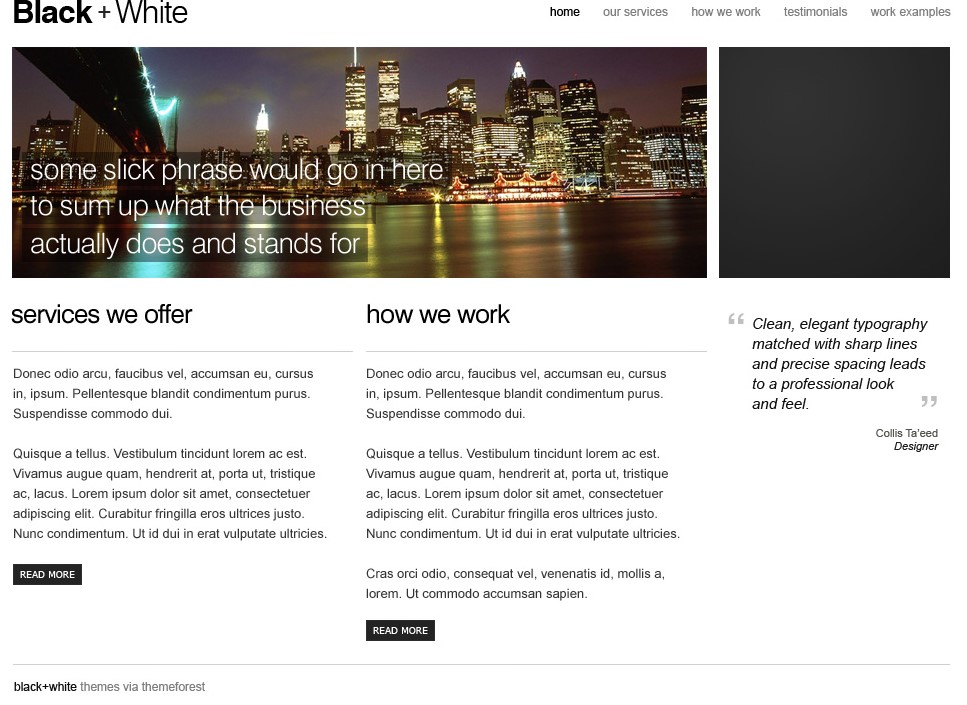 Black + White
home our services how we work testimonials work examples
some slick phrase would go in here
to sum up what the business
actually does and stands for
services we offer
Donec odio arcu, faucibus vel, accumsan eu, cursus
in, ipsum. Pellentesque blandit condimentum purus.
Suspendisse commodo dui.
Quisque a tellus. Vestibulum tincidunt lorem ac est.
Vivamus augue quam, hendrerit at, porta ut, tristique
ac, lacus. Lorem ipsum dolor sit amet, consectetuer
adipiscing elit. Curabitur fringilla eros ultrices justo.
Nunc condimentum. Ut id dui in erat vulputate ultricies.
READ MORE
how we work
Donec odio arcu, faucibus vel, accumsan eu, cursus
in, ipsum. Pellentesque blandit condimentum purus.
Suspendisse commodo dui.
Quisque a tellus. Vestibulum tincidunt lorem ac est.
Vivamus augue quam, hendrerit at, porta ut, tristique
ac, lacus. Lorem ipsum dolor sit amet, consectetuer
adipiscing elit. Curabitur fringilla eros ultrices justo.
Nunc condimentum. Ut id dui in erat vulputate ultricies.
Cras orci odio, consequat vel, venenatis id, mollis a,
lorem. Ut commodo accumsan sapien.
READ MORE
“ Clean, elegant typography
matched with sharp lines
and precise spacing leads
to a professional look
and feel. ”
Collis Ta'eed
Designer
black+white themes via themeforest